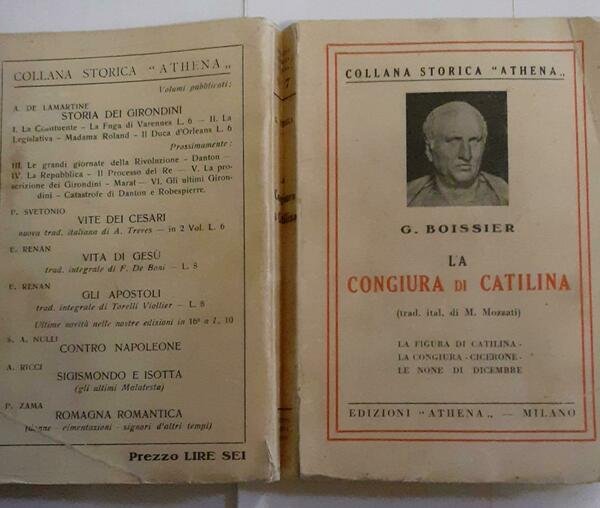 COLLANA STORICA "ATHENA„
Volumi pubblicati:
A. DE LAMARTINE
STORIA DEI GIRONDINI
I. La Costituente - La Fuga di Varennes L. 6 — II. La
Legislativa - Madama Roland - Il Duca d'Orleans L. 6
Prossimamente:
III. Le grandi giornate della Rivoluzione - Danton —
IV. La Repubblica - Il Processo del Re — V. La pro-
scrizione dei Girondini - Marat — VI. Gli ultimi Giron-
dini - Catastrofe di Danton e Robespierre.
P. SVETONIO
VITE DEI CESARI
nuova trad. italiana di A. Treves — in 2 Vol. L. 6
E. RENAN
VITA DI GESÙ
trad. integrale di F. De Boni — L. 8
E. RENAN
GLI APOSTOLI
trad. integrale di Torelli Viollier — L. 8
Ultime novità nelle nostre edizioni in 16° a L. 10
S. A. NULLI
CONTRO NAPOLEONE
A. RICCI
SIGISMONDO E ISOTTA
(gli ultimi Malatesta)
P. ZAMA
ROMAGNA ROMANTICA
(donne - cimentazioni - signori d'altri tempi)
Prezzo LIRE SEI
7
La
Congiura
di Catilina
COLLANA STORICA "ATHENA„
G. BOISSIER
LA
CONGIURA DI CATILINA
(trad. ital. di M. Mozzati)
LA FIGURA DI CATILINA -
LA CONGIURA - CICERONE -
LE NONE DI DICEMBRE
EDIZIONI "ATHENA„ — MILANO